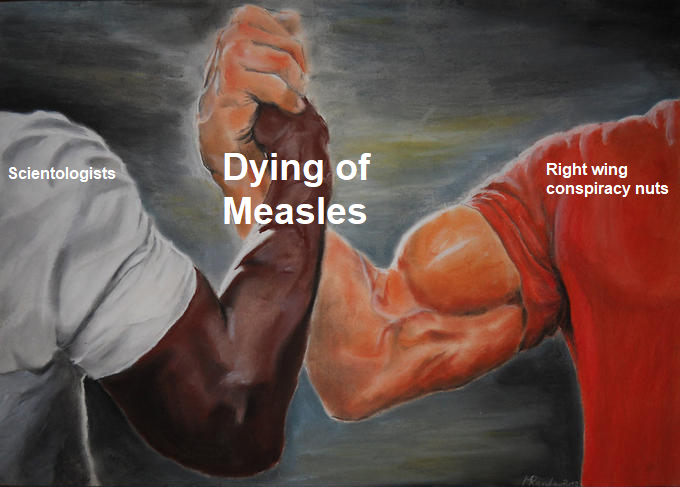 Scientologists
Dying of
Measles
Right wing
conspiracy nuts